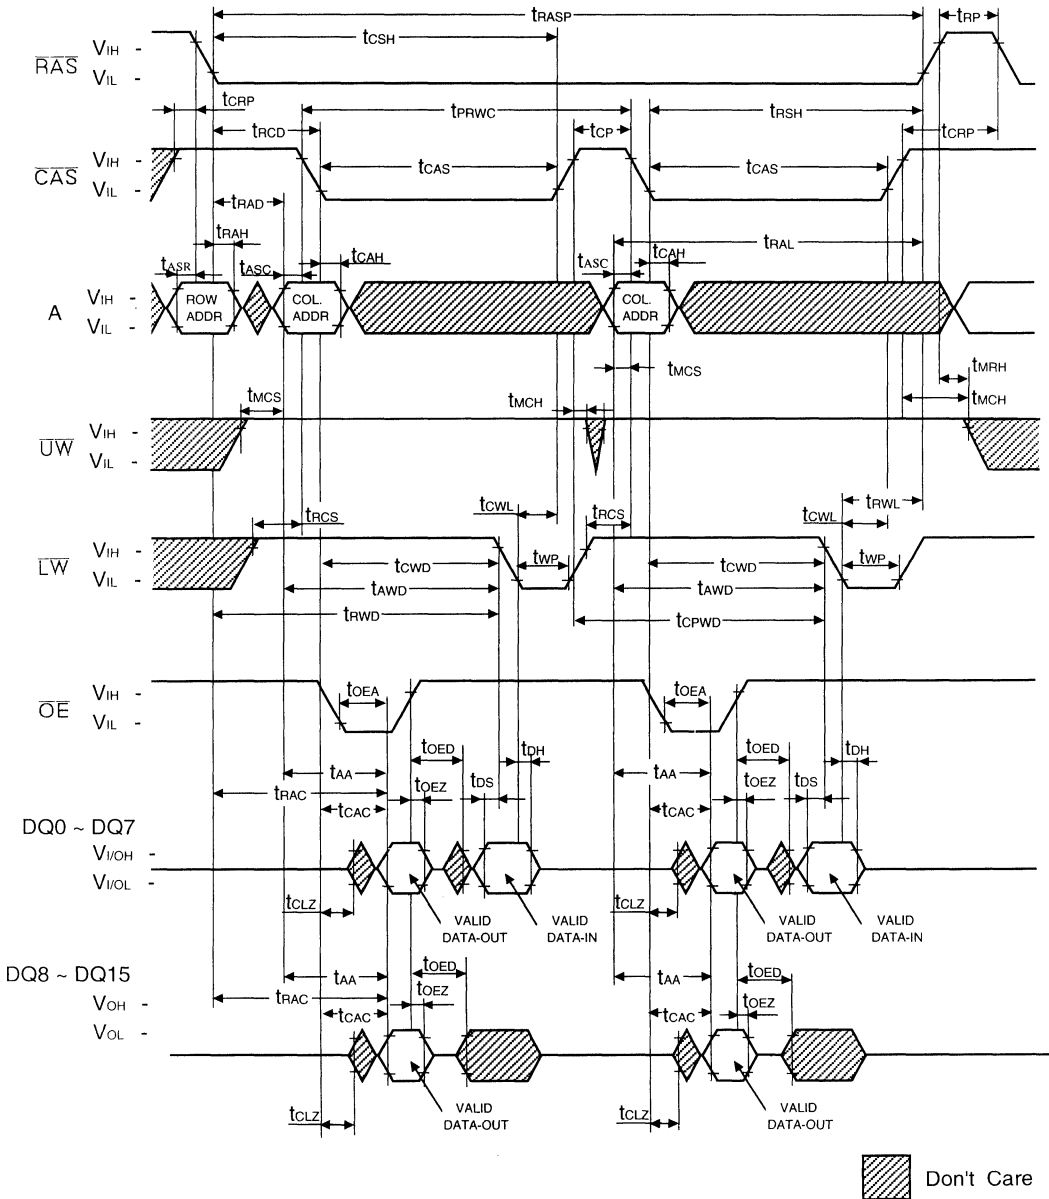 tRASP
tRP
tCSH
RAS
VIH -
VIL -
tCRP
tPRWC
tRSH
tRCD
tCP
tCRP
CAS
VIH -
VIL -
tCAS
tCAS
tRAD
tRAH
tRAL
tASR
tASC
tCAH
tASC
tCAH
A
VIH -
VIL -
ROW ADDR
COL. ADDR
COL. ADDR
tMCS
tMRH
tMCS
tMCH
tMCH
UW
VIH -
VIL -
tCWL
tRWL
tRCS
tRCS
tCWL
LW
VIH -
VIL -
tCWD
tWP
tCWD
tWP
tAWD
tAWD
tRWD
tCPWD
OE
VIH -
VIL -
tOEA
tOEA
tOED
tDH
tOED
tDH
tAA
tAA
tRAC
tOEZ
tDS
tOEZ
tDS
tCAC
tCAC
DQ0 ~ DQ7
VI/OH -
VI/OL -
tCLZ
tCLZ
VALID DATA-OUT
VALID DATA-IN
VALID DATA-OUT
VALID DATA-IN
DQ8 ~ DQ15
tAA
tOED
tAA
tOED
VOH -
tRAC
tOEZ
tOEZ
VOL -
tCAC
tCAC
tCLZ
tCLZ
VALID DATA-OUT
VALID DATA-OUT
Don't Care